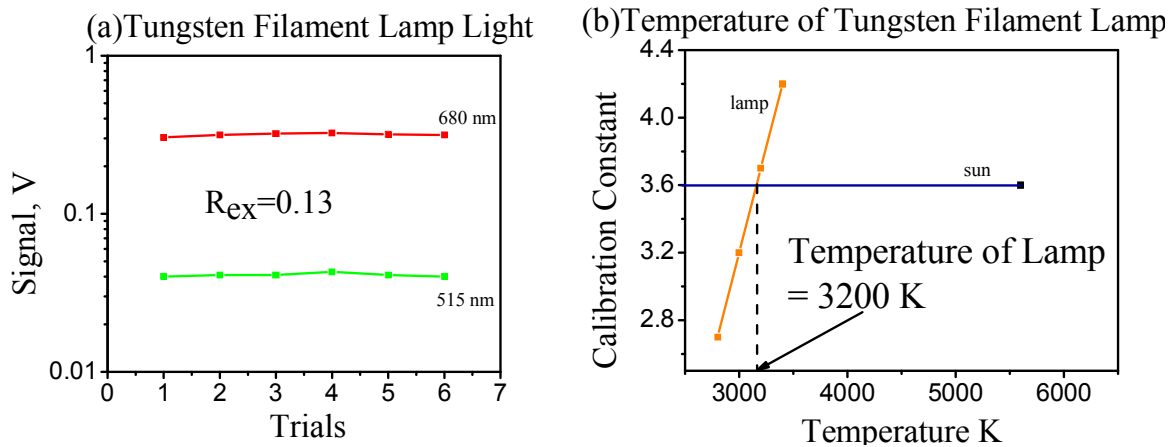 (a)Tungsten Filament Lamp Light
1
0.1
0.01
Signal, V
680 nm
Rex=0.13
515 nm
0 1 2 3 4 5 6 7
Trials
(b)Temperature of Tungsten Filament Lamp
4.4
4.0
3.6
3.2
2.8
Calibration Constant
lamp
sun
Temperature of Lamp
= 3200 K
3000 4000 5000 6000
Temperature K